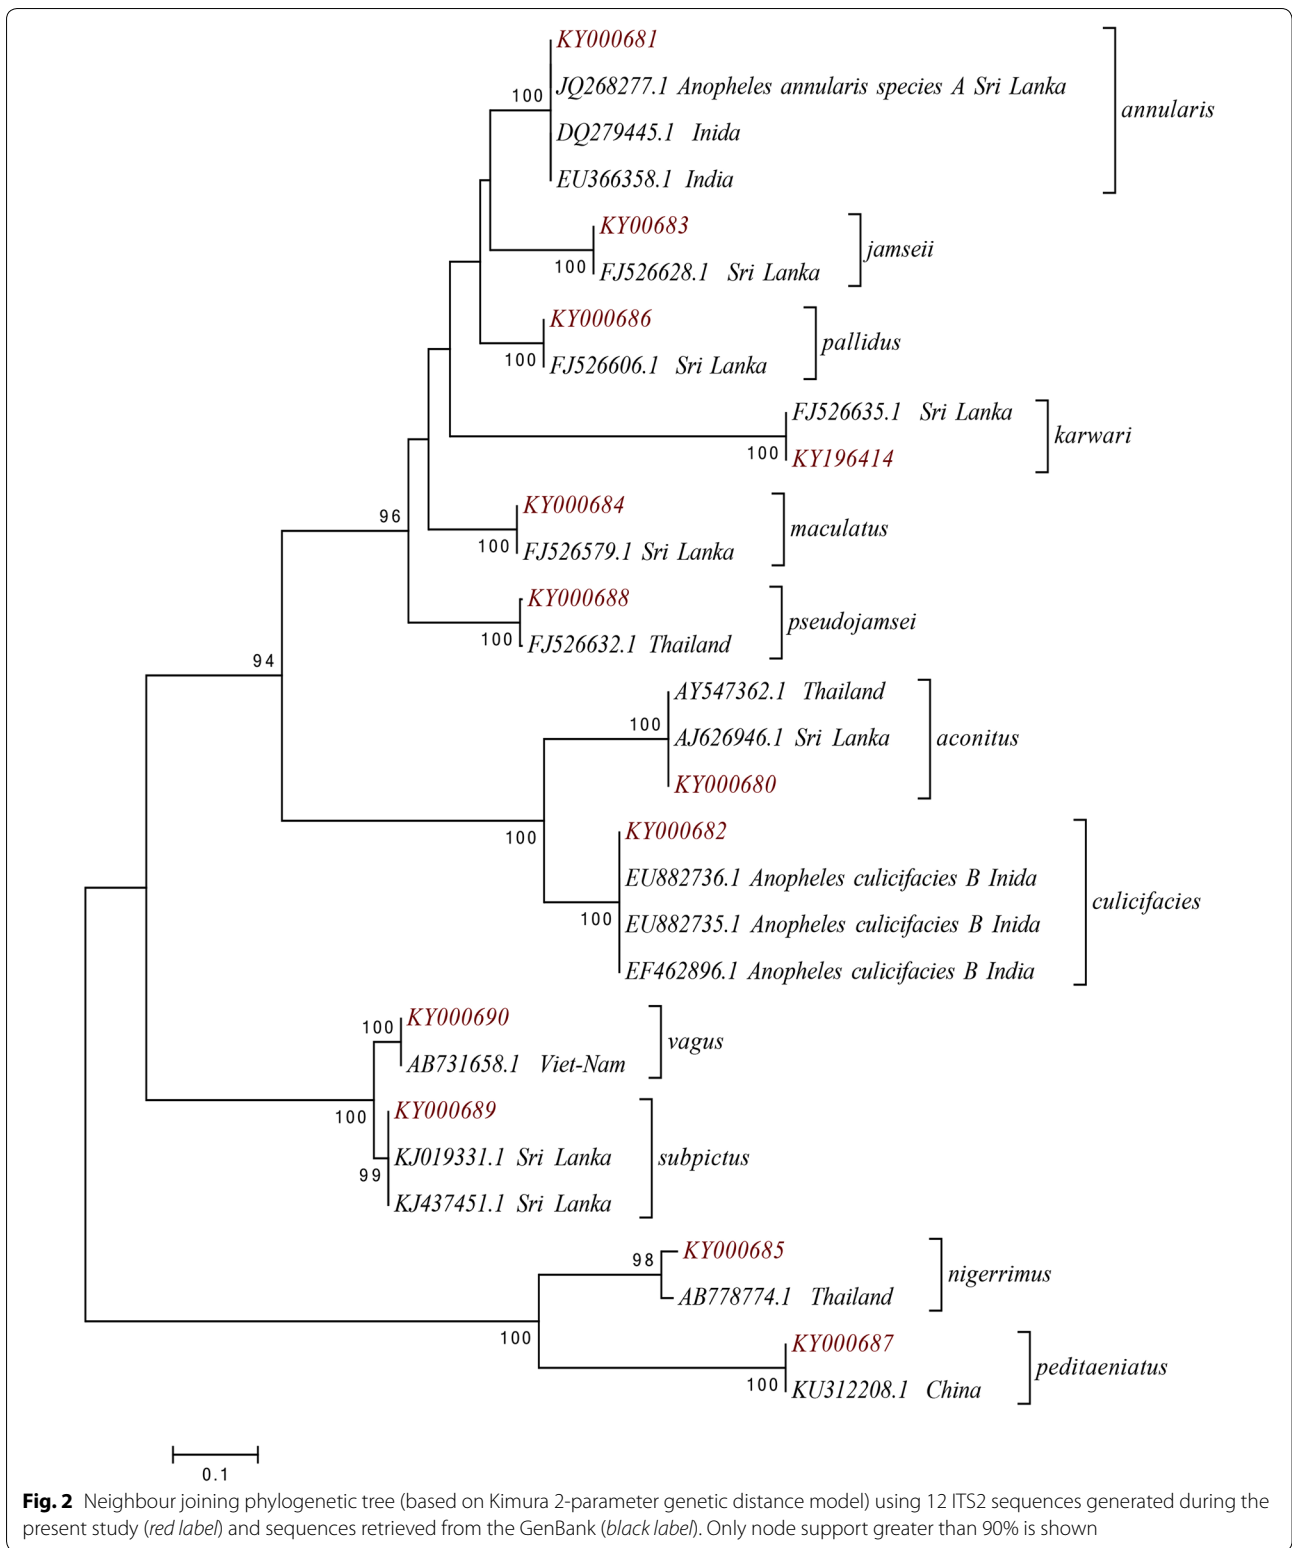 KY000681
JQ268277.1 Anopheles annularis species A Sri Lanka
100
annularis
DQ279445.1 Inida
EU366358.1 India
KY00683
jamseii
100
FJ526628.1 Sri Lanka
KY000686
pallidus
100
FJ526606.1 Sri Lanka
FJ526635.1 Sri Lanka
karwari
100
KY196414
KY000684
96
maculatus
100
FJ526579.1 Sri Lanka
KY000688
pseudojamsei
100
FJ526632.1 Thailand
94
AY547362.1 Thailand
100
AJ626946.1 Sri Lanka
aconitus
KY000680
KY000682
100
EU882736.1 Anopheles culicifacies B Inida
culicifacies
100
EU882735.1 Anopheles culicifacies B Inida
EF462896.1 Anopheles culicifacies B India
KY000690
100
vagus
AB731658.1 Viet-Nam
KY000689
100
KJ019331.1 Sri Lanka
subpictus
99
KJ437451.1 Sri Lanka
KY000685
98
nigerrimus
AB778774.1 Thailand
100
KY000687
peditaeniatus
100
KU312208.1 China
0.1
Fig. 2 Neighbour joining phylogenetic tree (based on Kimura 2-parameter genetic distance model) using 12 ITS2 sequences generated during the
present study (red label) and sequences retrieved from the GenBank (black label). Only node support greater than 90% is shown